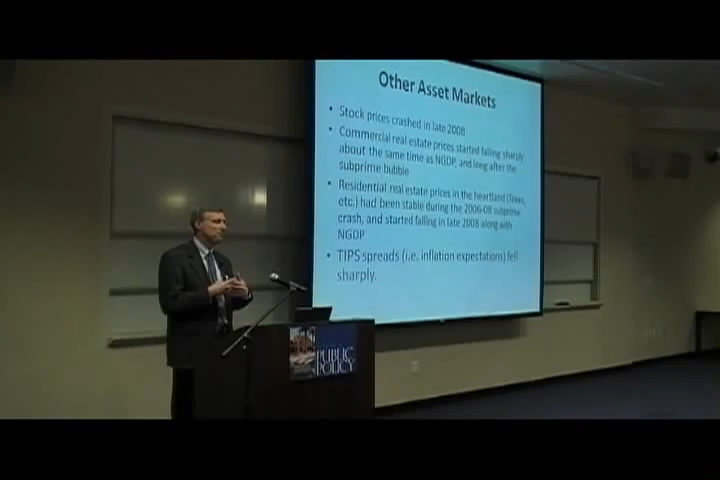 Other Asset Markets
• Stock prices crashed in late 2008
• Commercial real estate prices started falling sharply
about the same time as NGDP, and long after the
subprime bubble
• Residential real estate prices in the heartland (Texas,
etc.) had been stable during the 2006-08 subprime
crash, and started falling in late 2008 along with
NGDP
• TIPS spreads (i.e. inflation expectations) fell
sharply.
PUBLIC
POLICY